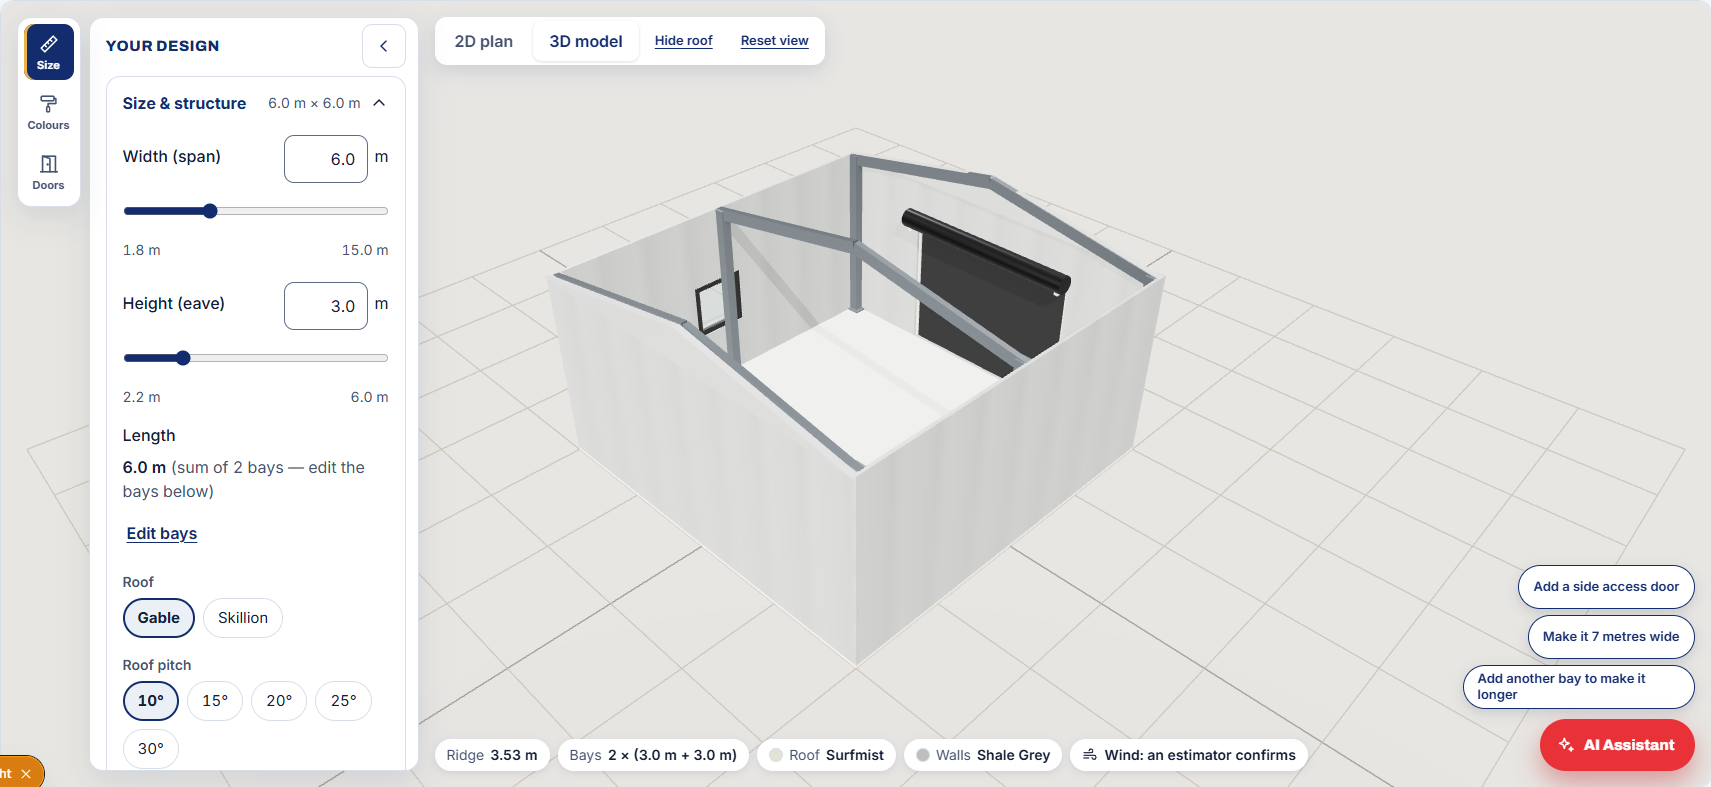 Size
Colours
Doors
YOUR DESIGN
Size & structure 6.0 m × 6.0 m
Width (span) 6.0 m
1.8 m 15.0 m
Height (eave) 3.0 m
2.2 m 6.0 m
Length
6.0 m (sum of 2 bays — edit the
bays below)
Edit bays
Roof
Gable Skillion
Roof pitch
10° 15° 20° 25°
30°
2D plan 3D model Hide roof Reset view
Ridge 3.53 m Bays 2 × (3.0 m + 3.0 m) Roof Surfmist Walls Shale Grey Wind: an estimator confirms
Add a side access door
Make it 7 metres wide
Add another bay to make it
longer
AI Assistant